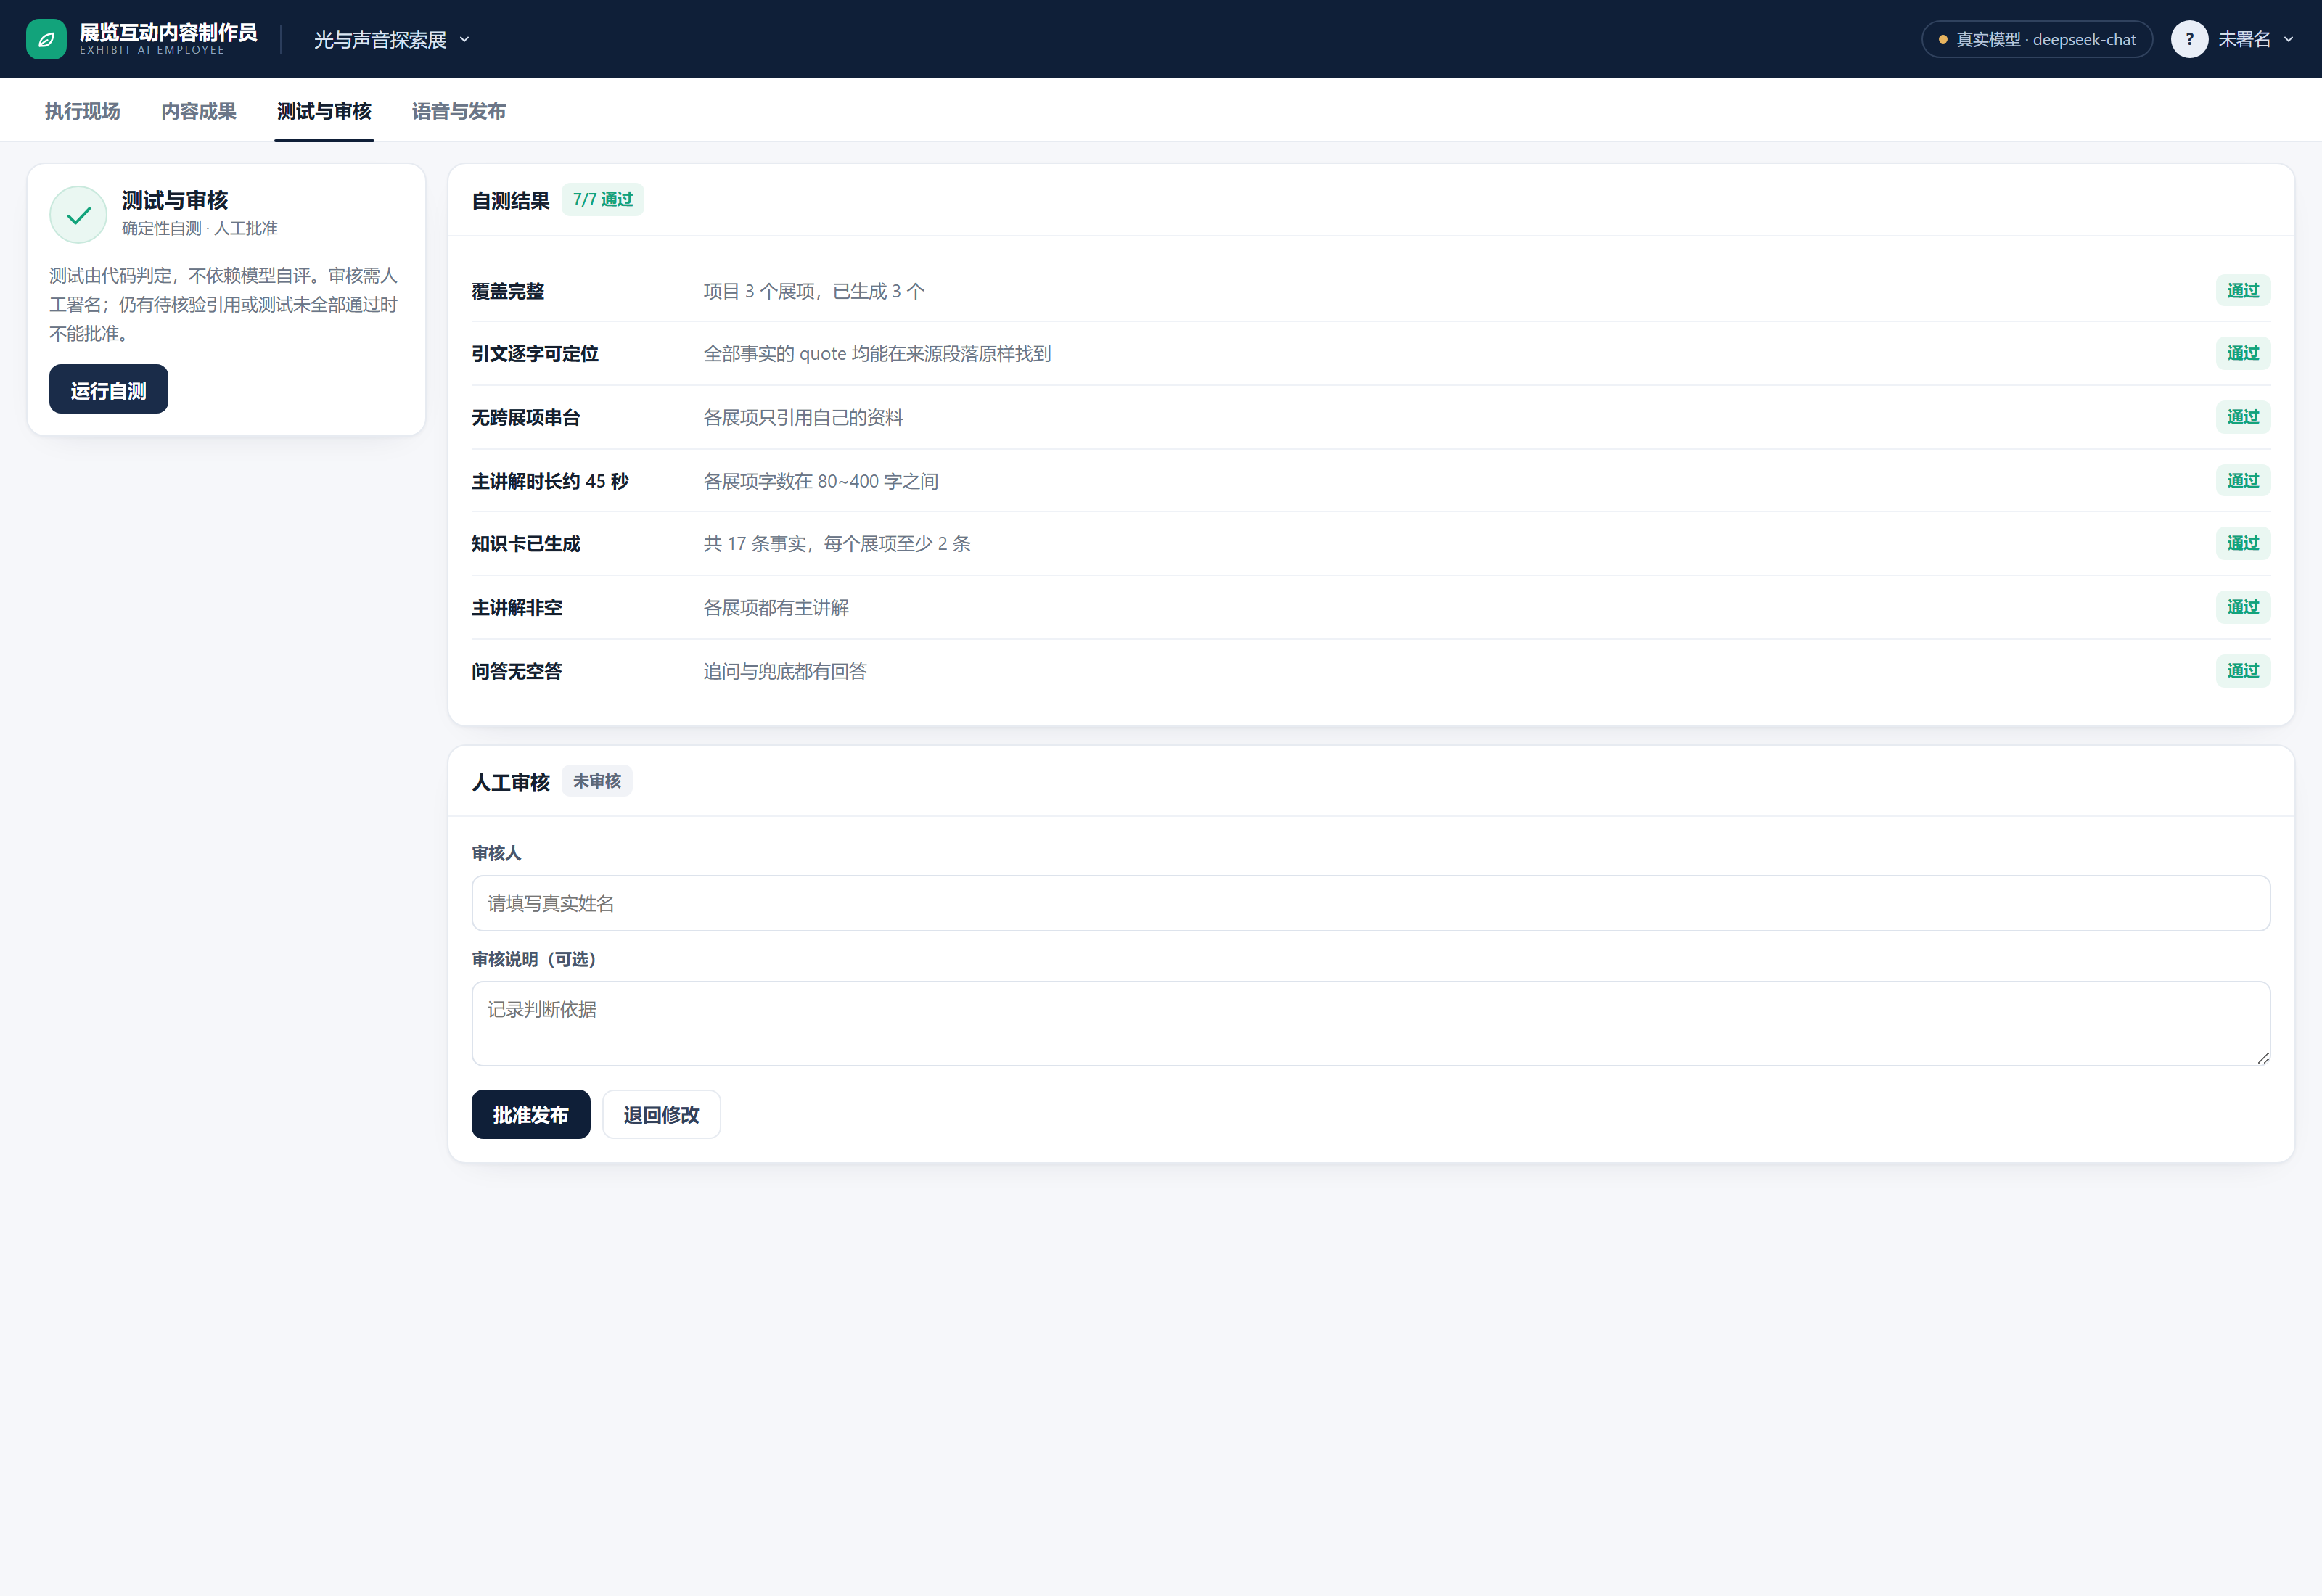 展览互动内容制作员
EXHIBIT AI EMPLOYEE
光与声音探索展
真实模型 · deepseek-chat
?
未署名
执行现场
内容成果
测试与审核
语音与发布
测试与审核
确定性自测 · 人工批准
测试由代码判定，不依赖模型自评。审核需人
工署名；仍有待核验引用或测试未全部通过时
不能批准。
运行自测
自测结果
7/7 通过
覆盖完整
项目 3 个展项，已生成 3 个
通过
引文逐字可定位
全部事实的 quote 均能在来源段落原样找到
通过
无跨展项串台
各展项只引用自己的资料
通过
主讲解时长约 45 秒
各展项字数在 80~400 字之间
通过
知识卡已生成
共 17 条事实，每个展项至少 2 条
通过
主讲解非空
各展项都有主讲解
通过
问答无空答
追问与兜底都有回答
通过
人工审核
未审核
审核人
请填写真实姓名
审核说明（可选）
记录判断依据
批准发布
退回修改